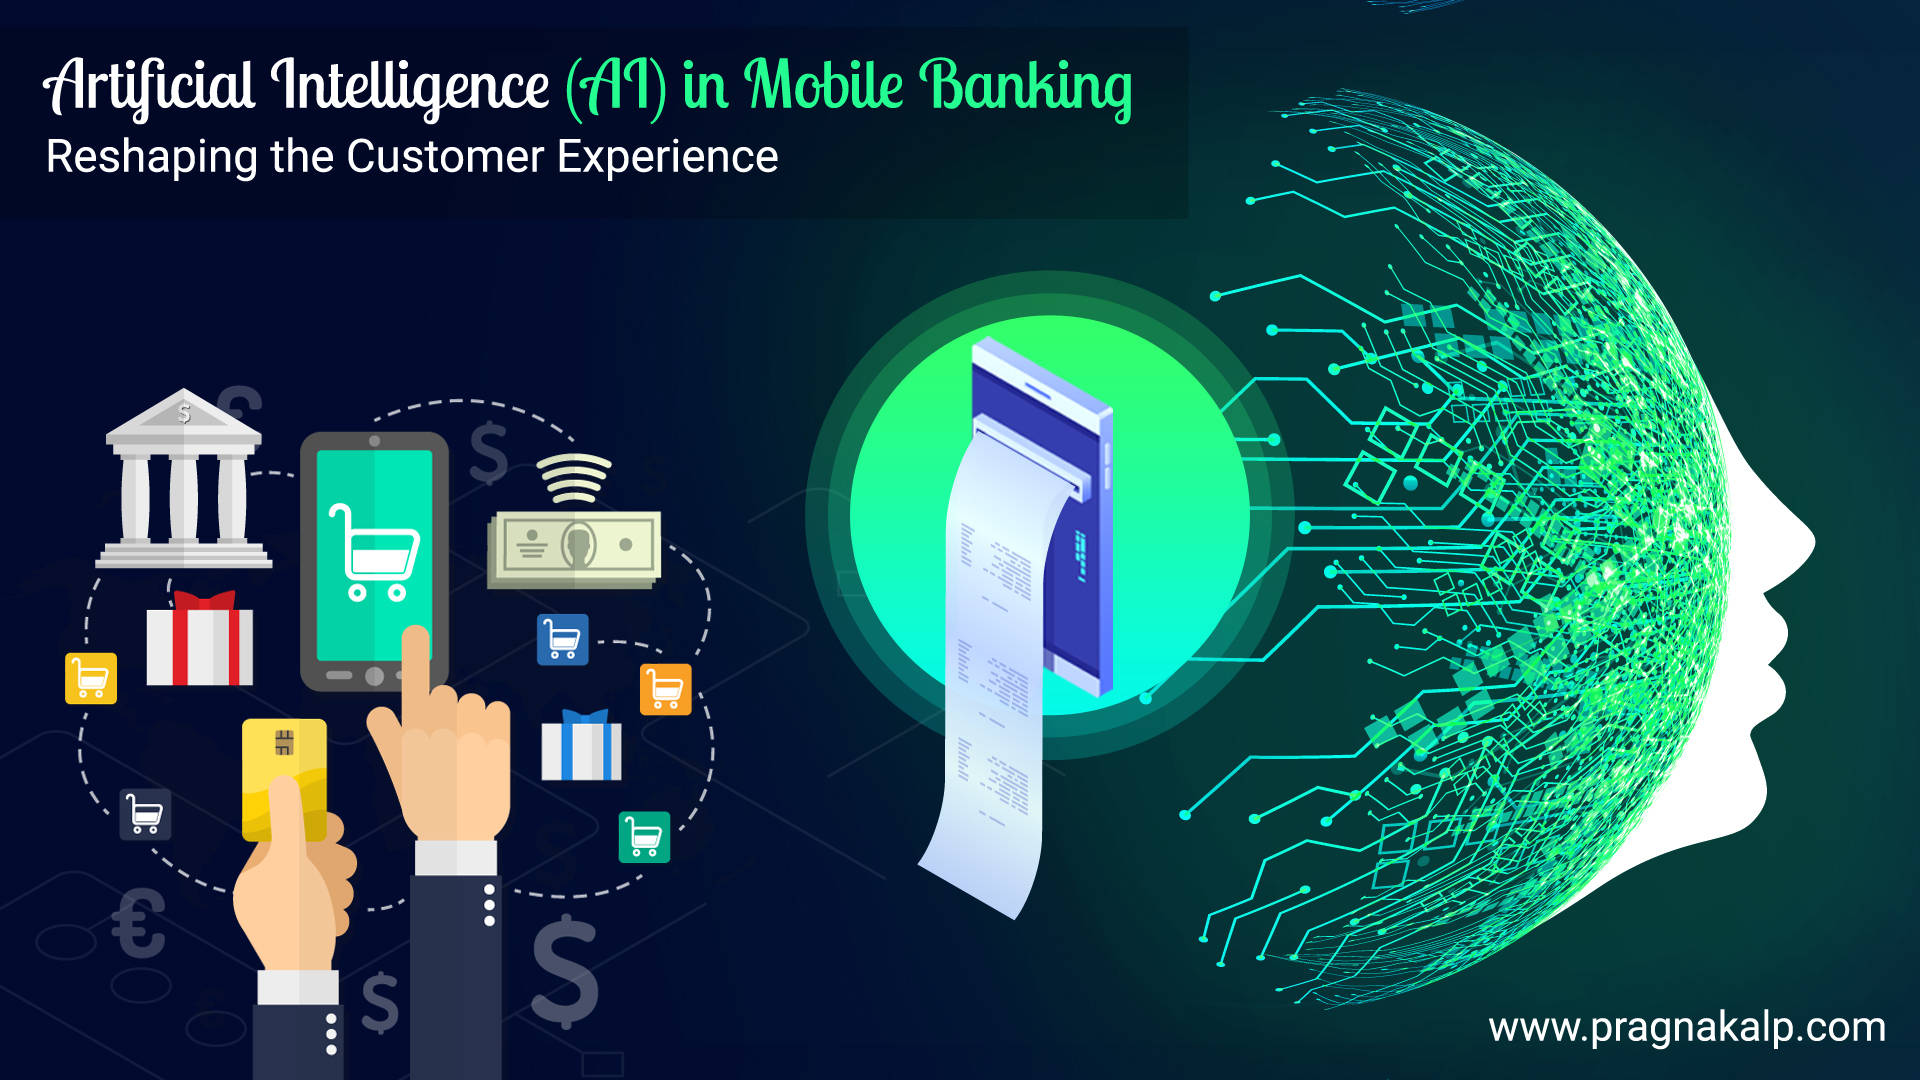 Artificial Intelligence (AI) in Mobile Banking
Reshaping the Customer Experience
www.pragnakalp.com